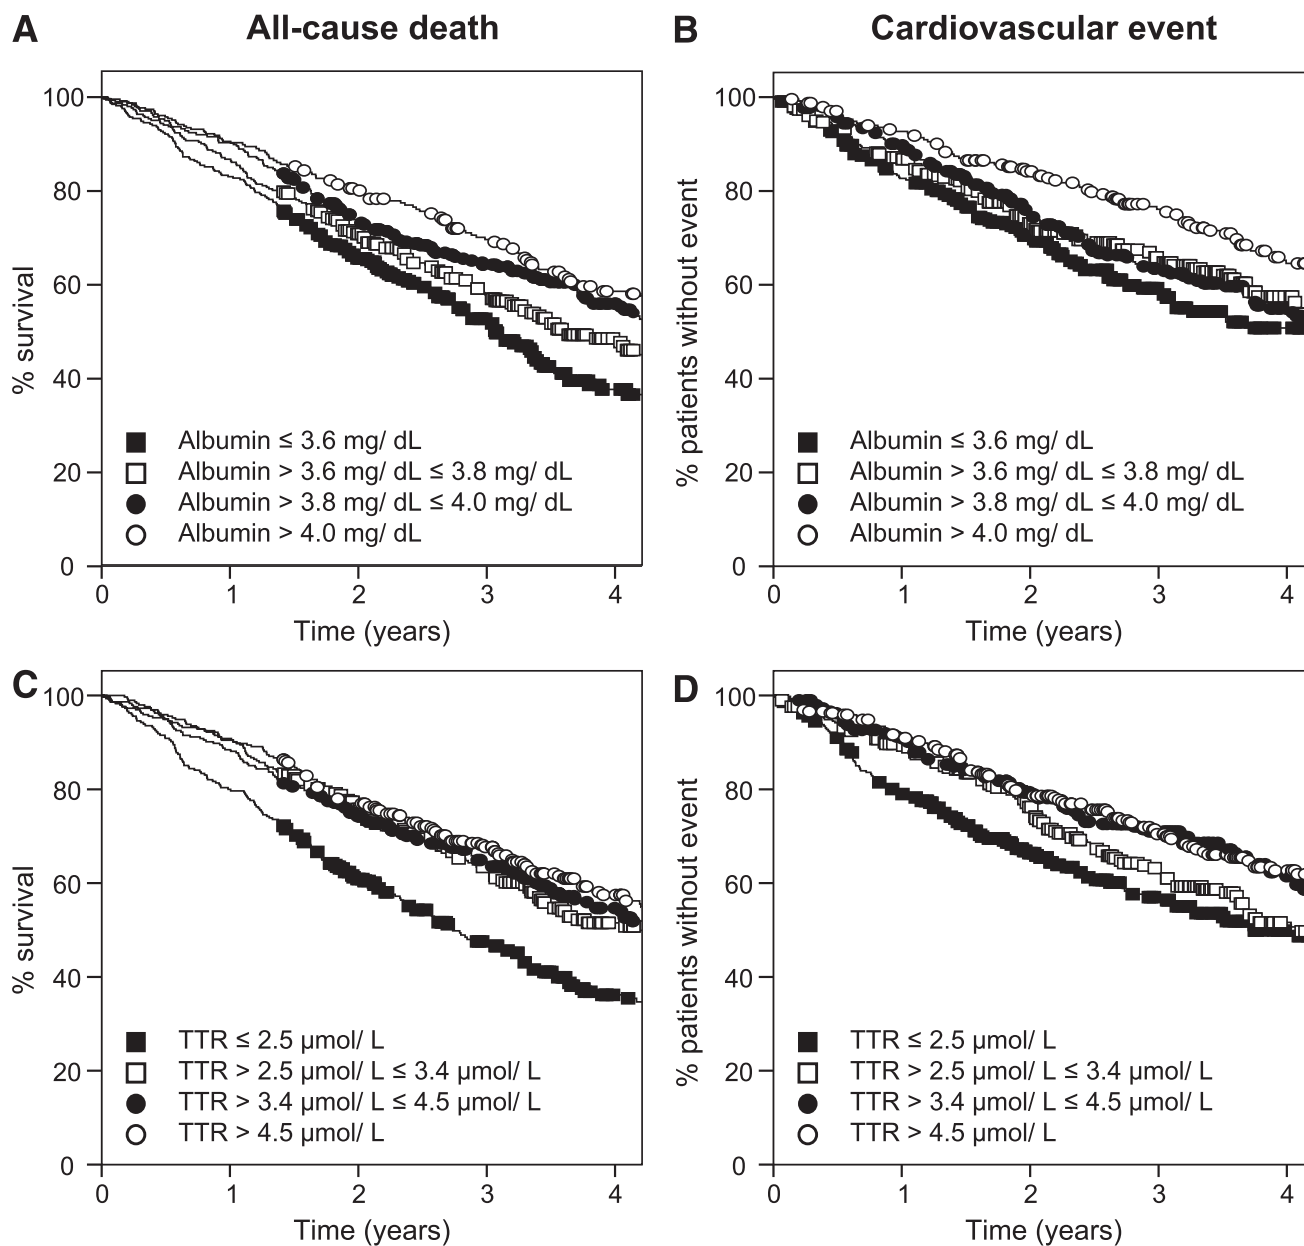 A All-cause death
100
80
60
40
20
0
% survival
Albumin ≤ 3.6 mg/ dL
Albumin > 3.6 mg/ dL ≤ 3.8 mg/ dL
Albumin > 3.8 mg/ dL ≤ 4.0 mg/ dL
Albumin > 4.0 mg/ dL
0 1 2 3 4
Time (years)
B Cardiovascular event
100
80
60
40
20
0
% patients without event
Albumin ≤ 3.6 mg/ dL
Albumin > 3.6 mg/ dL ≤ 3.8 mg/ dL
Albumin > 3.8 mg/ dL ≤ 4.0 mg/ dL
Albumin > 4.0 mg/ dL
0 1 2 3 4
Time (years)
C
100
80
60
40
20
0
% survival
TTR ≤ 2.5 µmol/ L
TTR > 2.5 µmol/ L ≤ 3.4 µmol/ L
TTR > 3.4 µmol/ L ≤ 4.5 µmol/ L
TTR > 4.5 µmol/ L
0 1 2 3 4
Time (years)
D
100
80
60
40
20
0
% patients without event
TTR ≤ 2.5 µmol/ L
TTR > 2.5 µmol/ L ≤ 3.4 µmol/ L
TTR > 3.4 µmol/ L ≤ 4.5 µmol/ L
TTR > 4.5 µmol/ L
0 1 2 3 4
Time (years)